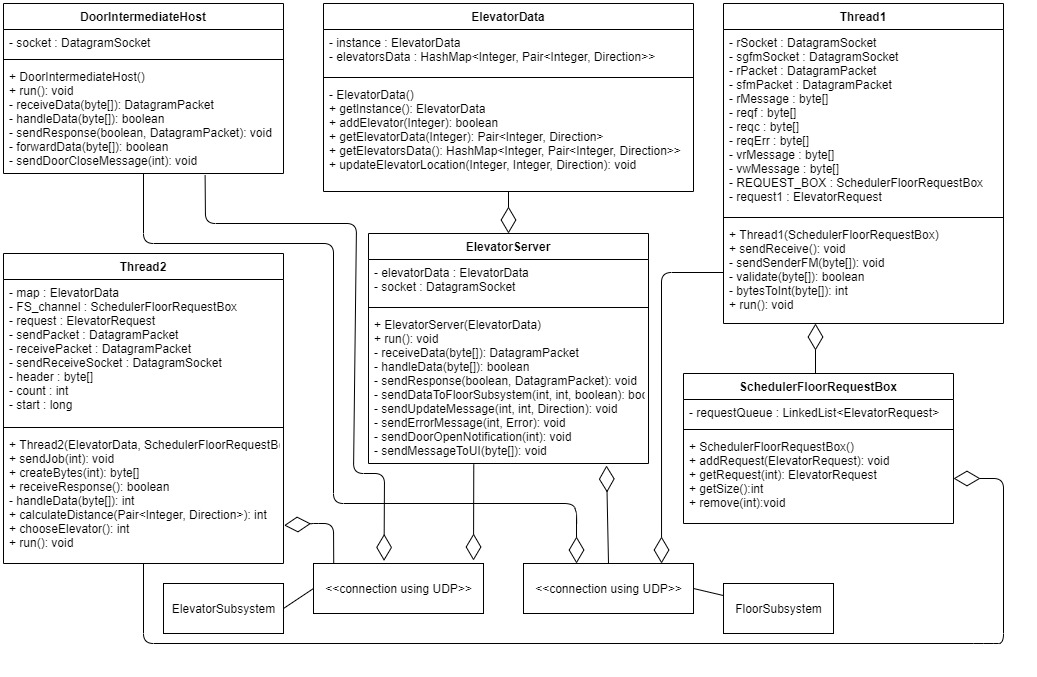 DoorIntermediateHost
- socket : DatagramSocket
+ DoorIntermediateHost()
+ run(): void
- receiveData(byte[]): DatagramPacket
- handleData(byte[]): boolean
- sendResponse(boolean, DatagramPacket): void
- forwardData(byte[]): boolean
- sendDoorCloseMessage(int): void
ElevatorData
- instance : ElevatorData
- elevatorsData : HashMap<Integer, Pair<Integer, Direction>>
- ElevatorData()
+ getInstance(): ElevatorData
+ addElevator(Integer): boolean
+ getElevatorData(Integer): Pair<Integer, Direction>
+ getElevatorsData(): HashMap<Integer, Pair<Integer, Direction>>
+ updateElevatorLocation(Integer, Integer, Direction): void
Thread1
- rSocket : DatagramSocket
- sgfmSocket : DatagramSocket
- rPacket : DatagramPacket
- sfmPacket : DatagramPacket
- rMessage : byte[]
- reqf : byte[]
- reqc : byte[]
- reqErr : byte[]
- vrMessage : byte[]
- vwMessage : byte[]
- REQUEST_BOX : SchedulerFloorRequestBox
- request1 : ElevatorRequest
+ Thread1(SchedulerFloorRequestBox)
+ sendReceive(): void
- sendSenderFM(byte[]): void
- validate(byte[]): boolean
- bytesToInt(byte[]): int
+ run(): void
Thread2
- map : ElevatorData
- FS_channel : SchedulerFloorRequestBox
- request : ElevatorRequest
- sendPacket : DatagramPacket
- receivePacket : DatagramPacket
- sendReceiveSocket : DatagramSocket
- header : byte[]
- count : int
- start : long
+ Thread2(ElevatorData, SchedulerFloorRequestB
+ sendJob(int): void
+ createBytes(int): byte[]
+ receiveResponse(): boolean
- handleData(byte[]): int
+ calculateDistance(Pair<Integer, Direction>): int
+ chooseElevator(): int
+ run(): void
ElevatorServer
- elevatorData : ElevatorData
- socket : DatagramSocket
+ ElevatorServer(ElevatorData)
+ run(): void
- receiveData(byte[]): DatagramPacket
- handleData(byte[]): boolean
- sendResponse(boolean, DatagramPacket): void
- sendDataToFloorSubsystem(int, int, boolean): boo
- sendUpdateMessage(int, int, Direction): void
- sendErrorMessage(int, Error): void
- sendDoorOpenNotification(int): void
- sendMessageToUI(byte[]): void
SchedulerFloorRequestBox
- requestQueue : LinkedList<ElevatorRequest>
+ SchedulerFloorRequestBox()
+ addRequest(ElevatorRequest): void
+ getRequest(int): ElevatorRequest
+ getSize():int
+ remove(int):void
<<connection using UDP>>
<<connection using UDP>>
ElevatorSubsystem
FloorSubsystem